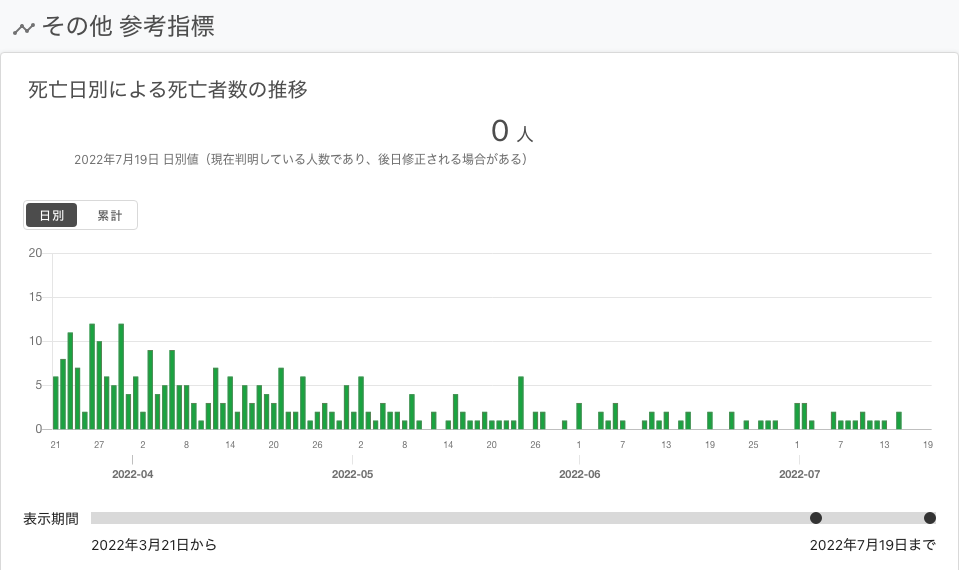 その他 参考指標
死亡日別による死亡者数の推移
0 人
2022年7月19日 日別値（現在判明している人数であり、後日修正される場合がある）
日別 累計
20
15
10
5
0
21 27 2 8 14 20 26 2 8 14 20 26 1 7 13 19 25 1 7 13 19
2022-04 2022-05 2022-06 2022-07
表示期間
2022年3月21日から 2022年7月19日まで